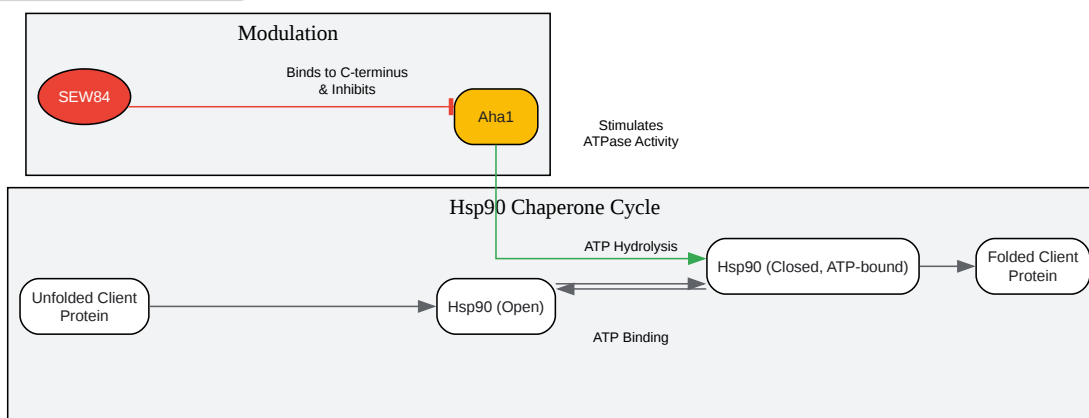 Modulation
Binds to C-terminus
& Inhibits
SEW84
Aha1
Stimulates
ATPase Activity
Hsp90 Chaperone Cycle
ATP Hydrolysis
Hsp90 (Closed, ATP-bound)
Folded Client
Protein
Unfolded Client
Protein
Hsp90 (Open)
ATP Binding